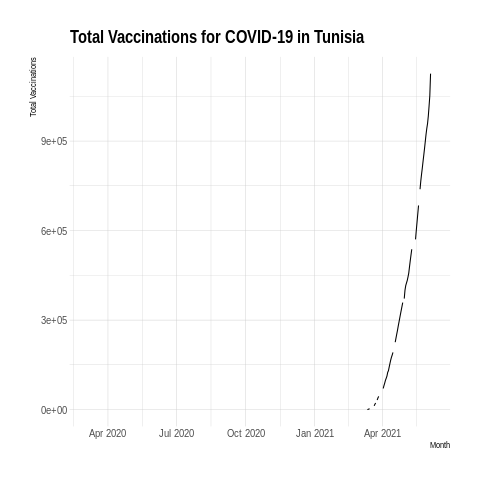 Total Vaccinations for COVID-19 in Tunisia
Total Vaccinations
9e+05
6e+05
3e+05
0e+00
Apr 2020 Jul 2020 Oct 2020 Jan 2021 Apr 2021
Month